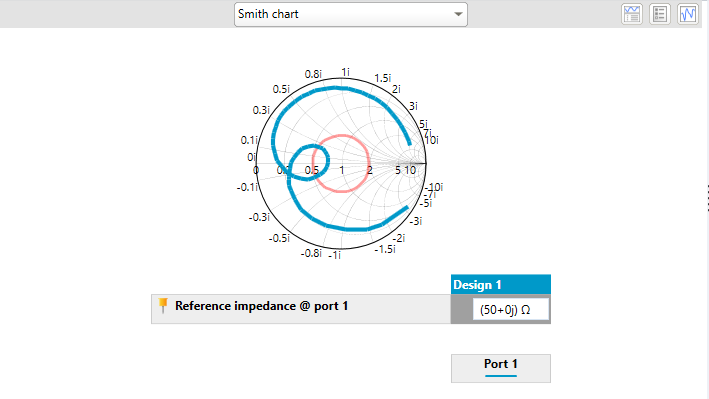 Smith chart
1i
0.8i
1.5i
0.5i
2i
0.3i
3i
5i
7i
0.1i
10i
0i
0
0.5
1
2
5
10
-0.1i
-10i
-7i
-5i
-0.3i
-3i
-0.5i
-2i
-0.8i
-1i
-1.5i
Design 1
Reference impedance @ port 1
(50+0j) Ω
Port 1